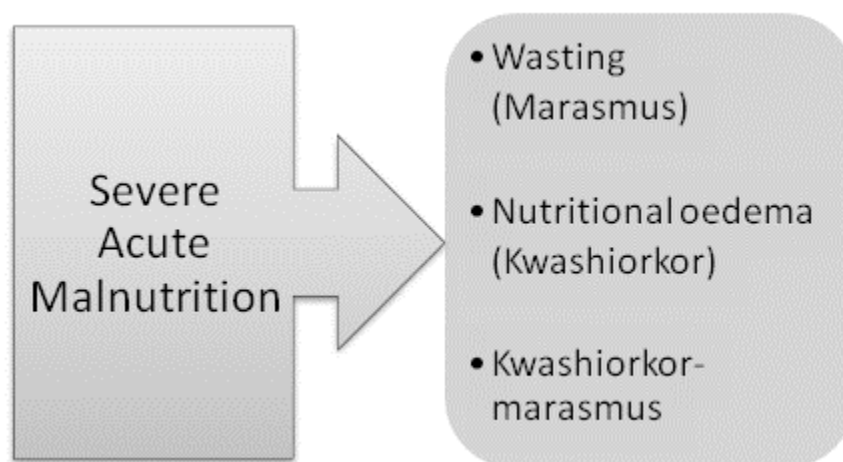 Severe
Acute
Malnutrition
• Wasting
(Marasmus)
• Nutritional oedema
(Kwashiorkor)
• Kwashiorkor-
marasmus